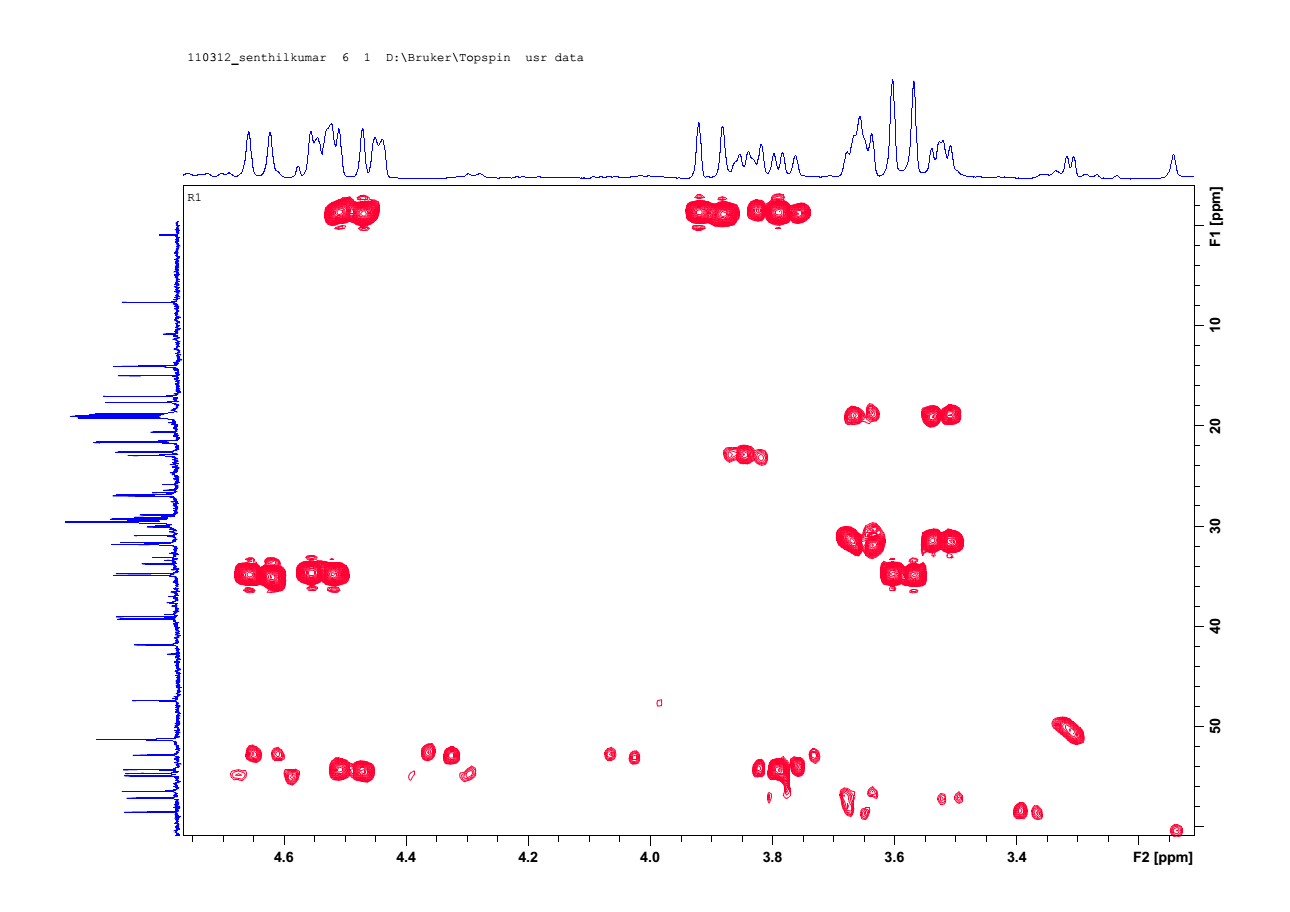 110312_senthilkumar 6 1 D:\Bruker\Topspin usr data
R1
F1 [ppm]
10
20
30
40
50
4.6 4.4 4.2 4.0 3.8 3.6 3.4 F2 [ppm]